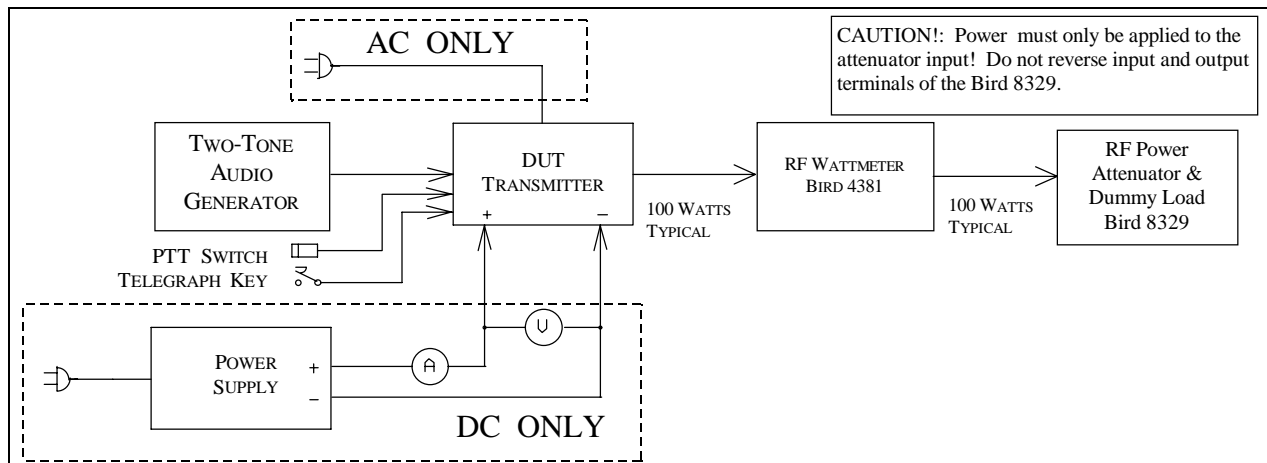 AC ONLY
CAUTION!: Power must only be applied to the
attenuator input! Do not reverse input and output
terminals of the Bird 8329.
TWO-TONE
AUDIO
GENERATOR
DUT
TRANSMITTER
+ −
RF WATTMETER
BIRD 4381
RF Power
Attenuator &
Dummy Load
Bird 8329
100 WATTS
TYPICAL
100 WATTS
TYPICAL
PTT SWITCH
TELEGRAPH KEY
POWER
SUPPLY
+
−
A
V
DC ONLY